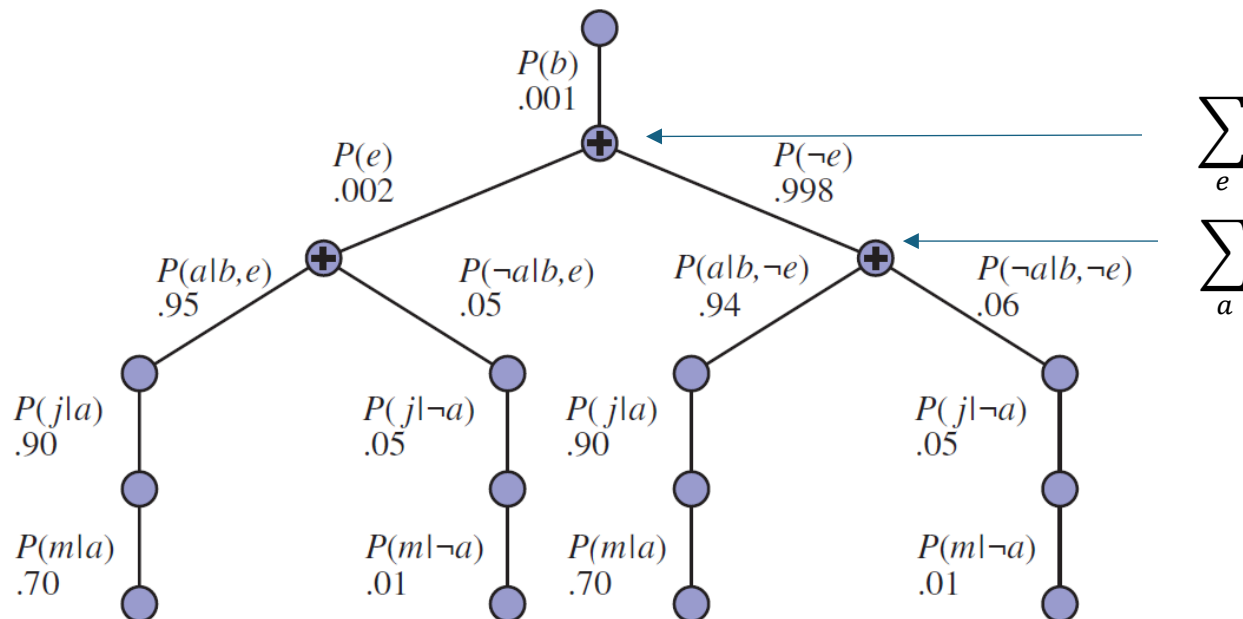 P(b)
.001
∑
e
P(e)
.002
P(¬e)
.998
∑
a
P(a|b,e)
.95
P(¬a|b,e)
.05
P(a|b,¬e)
.94
P(¬a|b,¬e)
.06
P(j|a)
.90
P(j|¬a)
.05
P(j|a)
.90
P(j|¬a)
.05
P(m|a)
.70
P(m|¬a)
.01
P(m|a)
.70
P(m|¬a)
.01